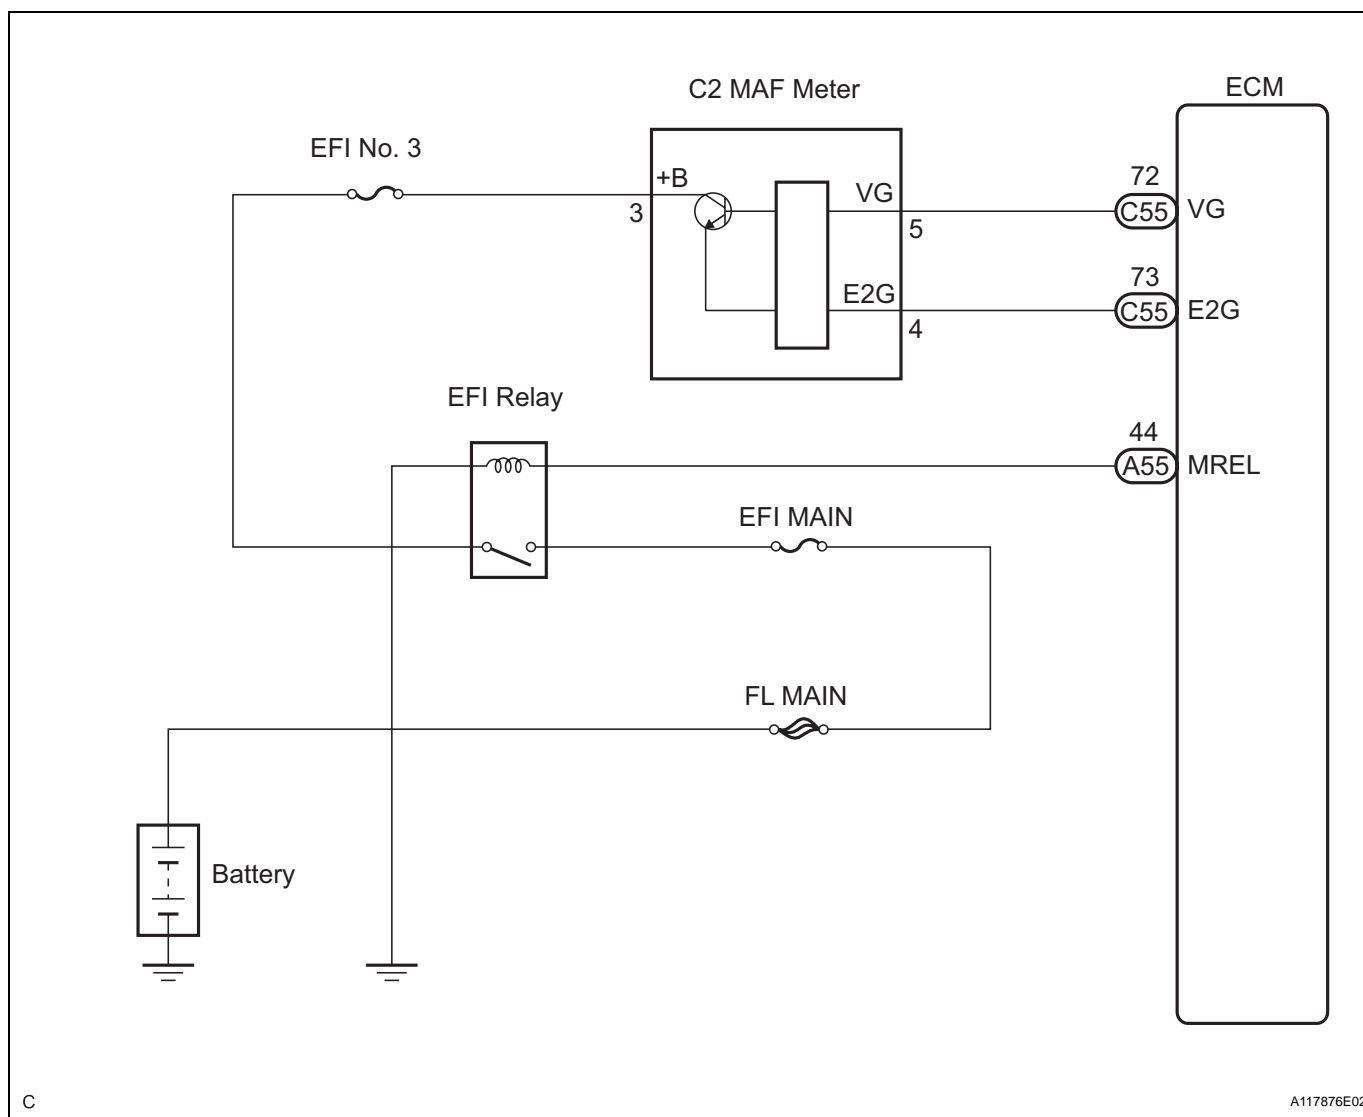 C2 MAF Meter
ECM
EFI No. 3
+B
3
VG
5
72
C55
VG
E2G
4
73
C55
E2G
EFI Relay
44
A55
MREL
EFI MAIN
FL MAIN
Battery
C
A117876E02